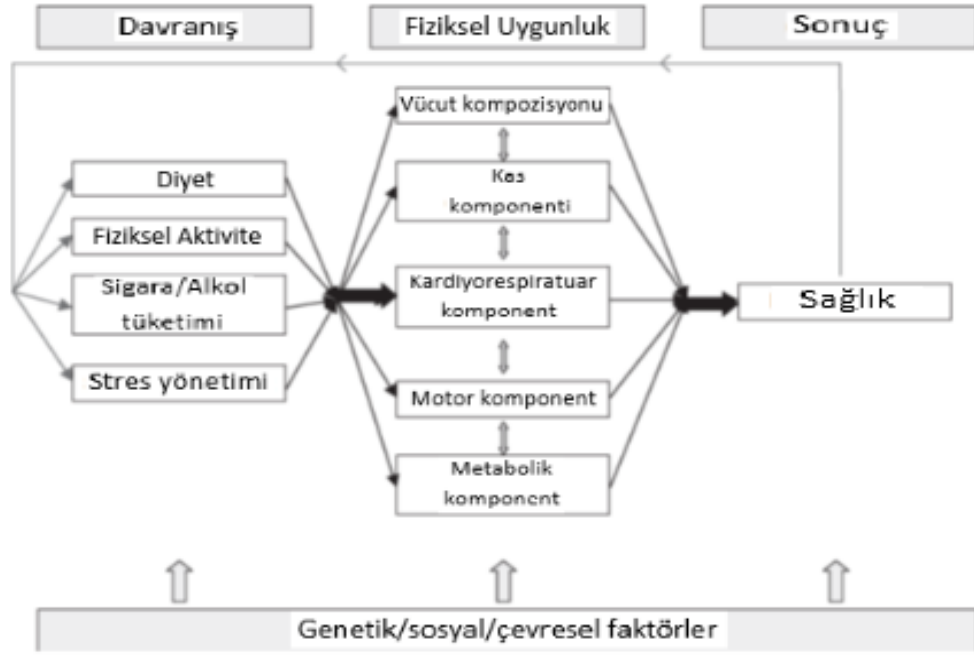 Davranış
Fiziksel Uygunluk
Sonuç
Vücut kompozisyonu
Diyet
Kas
komponenti
Fiziksel Aktivite
Sigara/Alkol
tüketimi
Kardiyorespiratuar
komponent
Sağlık
Stres yönetimi
Motor komponent
Metabolik
komponent
Genetik/sosyal/çevresel faktörler